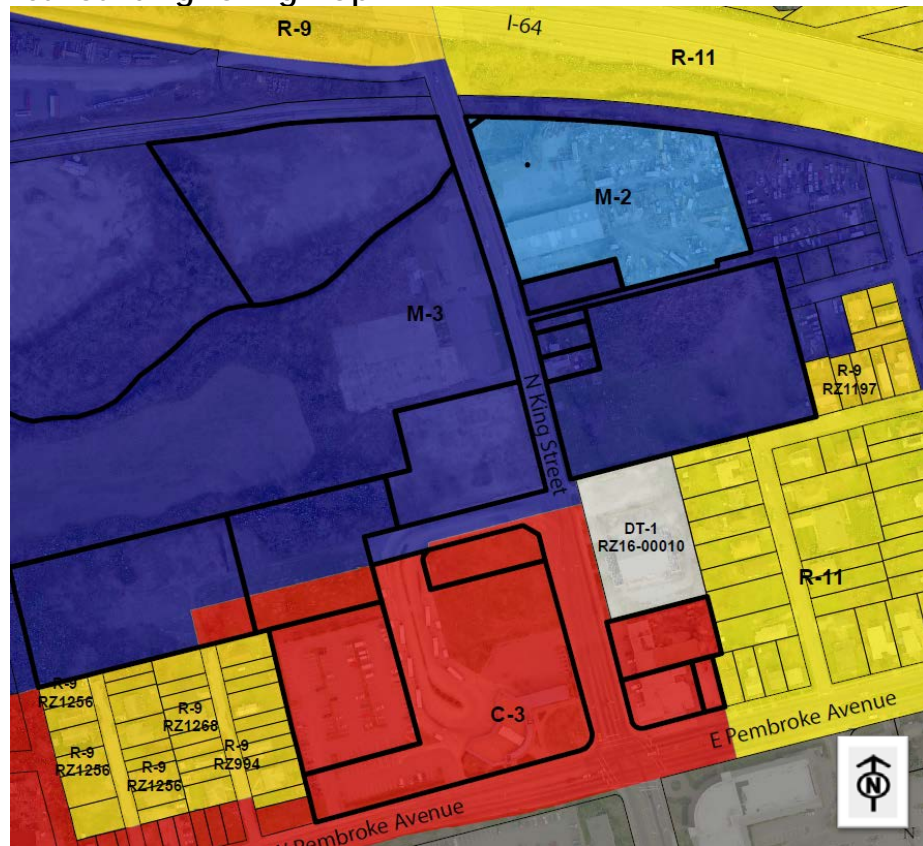 R-9
I-64
R-11
M-2
M-3
N King Street
R-9
RZ1197
DT-1
RZ16-00010
R-11
R-9
RZ1256
R-9
RZ1268
R-9
RZ994
R-9
RZ1256
R-9
RZ1256
C-3
E Pembroke Avenue
Pembroke Avenue
N
N